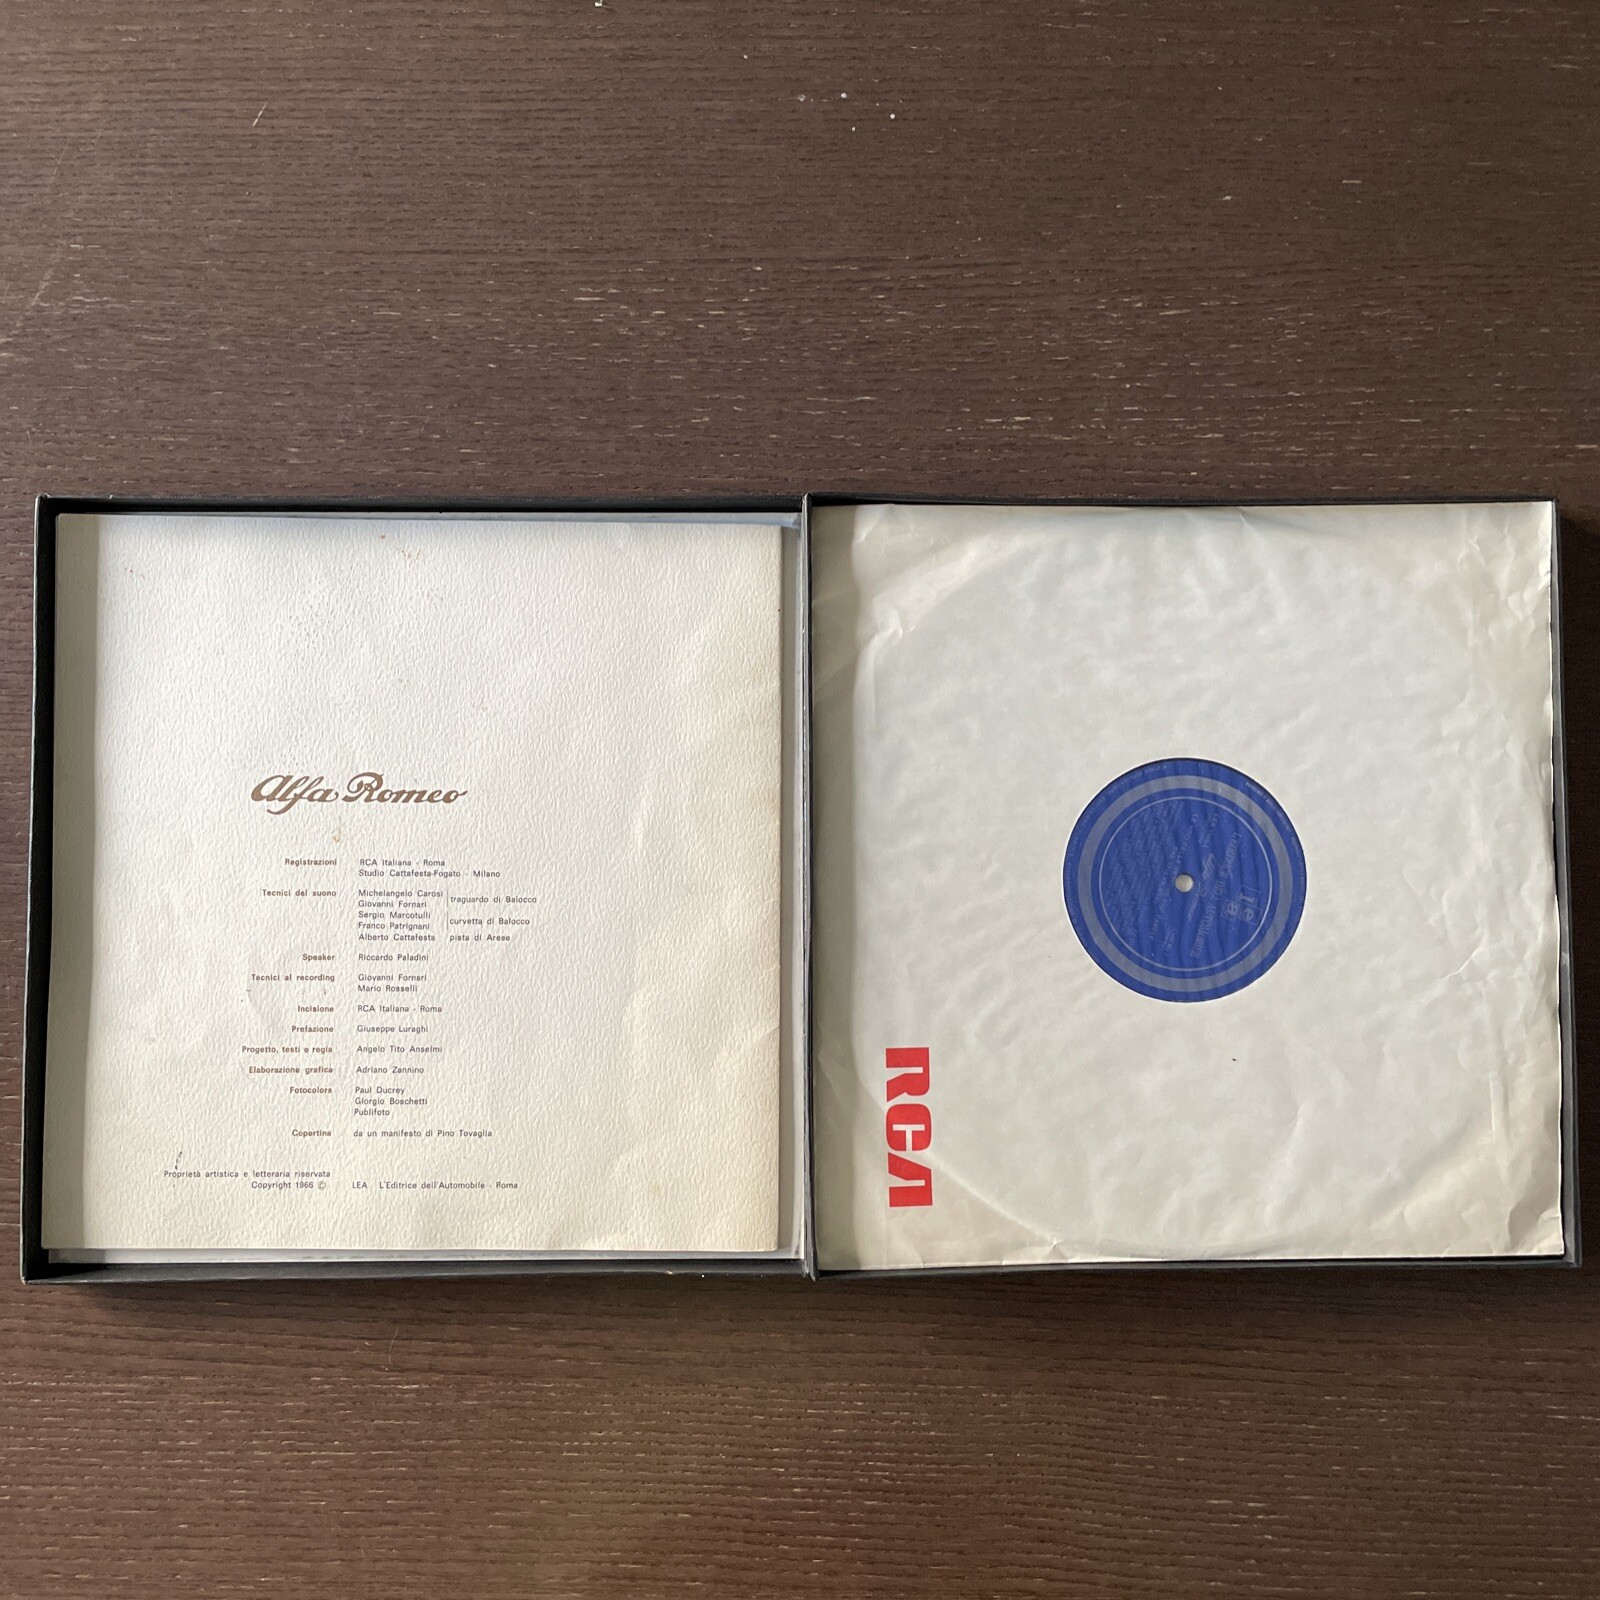 Alfa Romeo
Registrazioni RCA Italiana - Roma
Studio Cattafesta-Fogato - Milano
Tecnici del suono Michelangelo Carosi
Giovanni Fornari traguardo di Balocco
Sergio Marcotulli
Franco Patrignani curvetta di Balocco
Alberto Cattafesta pista di Arese
Speaker Riccardo Paladini
Tecnici al recording Giovanni Fornari
Mario Rosselli
Incisione RCA Italiana - Roma
Prefazione Giuseppe Luraghi
Progetto, testi e regia Angelo Tito Anselmi
Elaborazione grafica Adriano Zannino
Fotocolors Paul Ducrey
Giorgio Boschetti
Publifoto
Copertina da un manifesto di Pino Tovaglia
Proprietà artistica e letteraria riservata
Copyright 1966 © LEA L'Editrice dell'Automobile - Roma
RCA